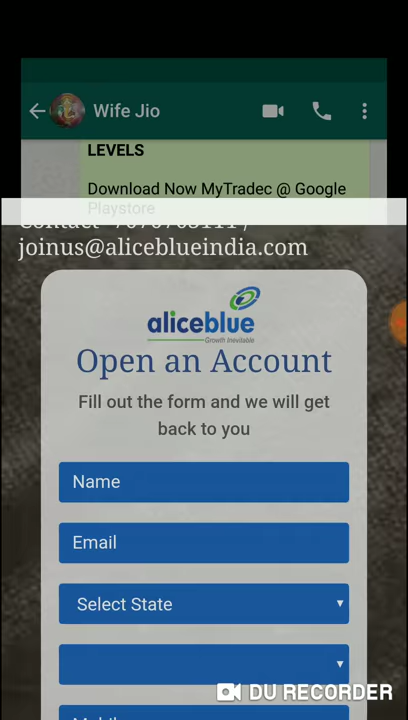 Wife Jio
LEVELS
Download Now MyTradec @ Google
Playstore
joinus@aliceblueindia.com
aliceblue
Growth Inevitable
Open an Account
Fill out the form and we will get
back to you
Name
Email
Select State
DU RECORDER